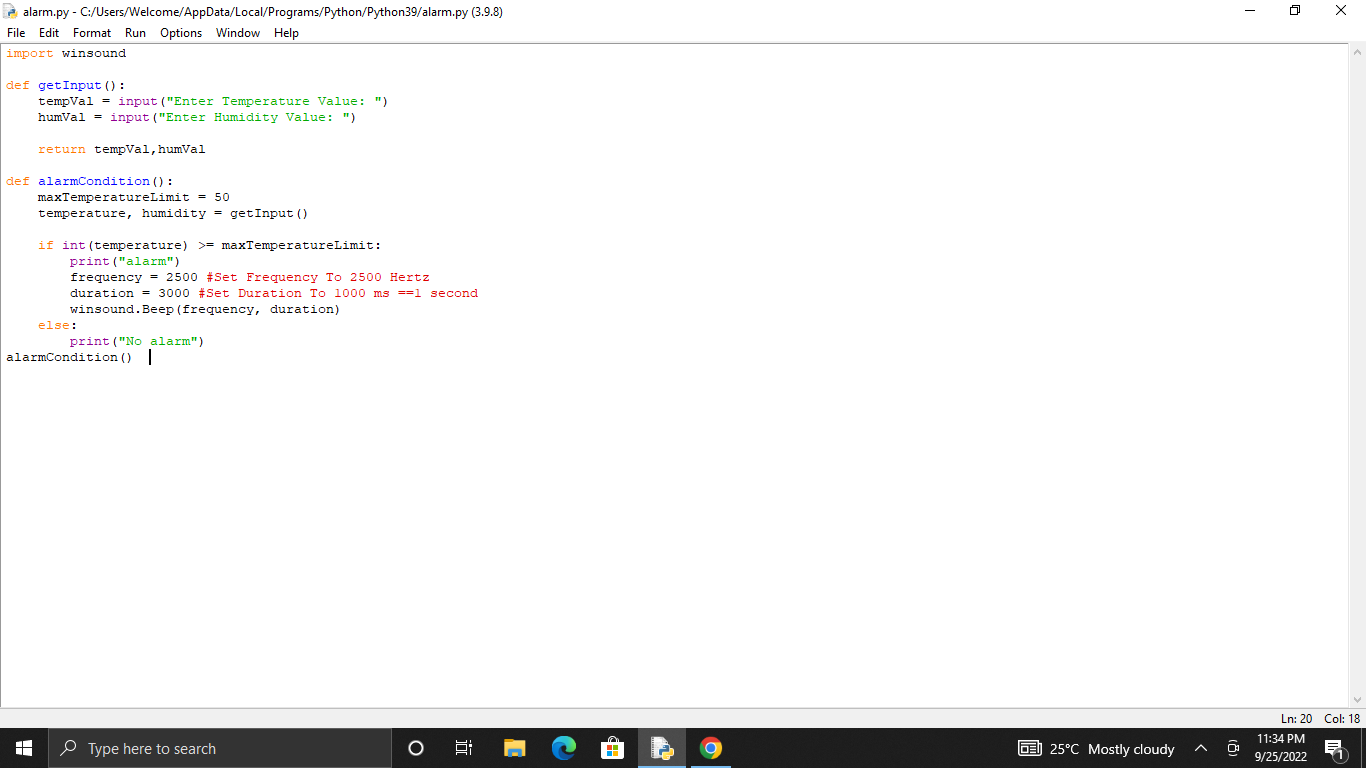 alarm.py - C:/Users/Welcome/AppData/Local/Programs/Python/Python39/alarm.py (3.9.8)
File Edit Format Run Options Window Help
import winsound

def getInput():
    tempVal = input("Enter Temperature Value: ")
    humVal = input("Enter Humidity Value: ")

    return tempVal,humVal

def alarmCondition():
    maxTemperatureLimit = 50
    temperature, humidity = getInput()

    if int(temperature) >= maxTemperatureLimit:
        print("alarm")
        frequency = 2500 #Set Frequency To 2500 Hertz
        duration = 3000 #Set Duration To 1000 ms ==1 second
        winsound.Beep(frequency, duration)
    else:
        print("No alarm")
alarmCondition()
Ln: 20 Col: 18
Type here to search
25°C Mostly cloudy
11:34 PM
9/25/2022
1